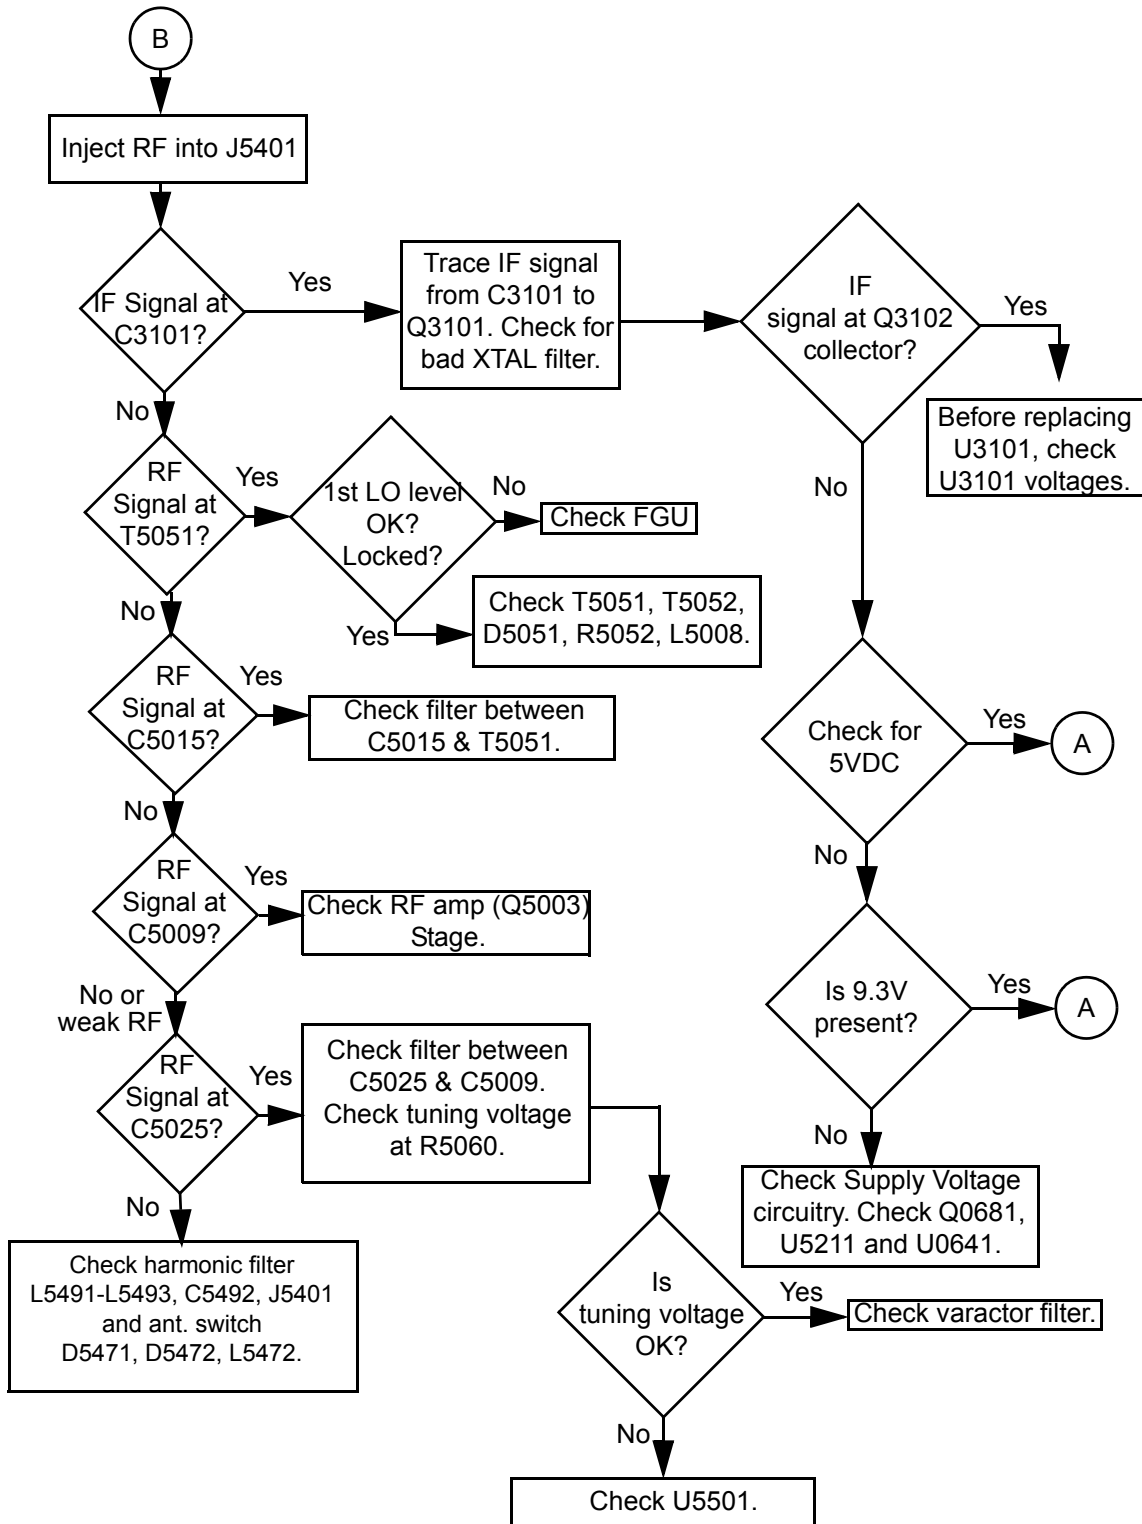 B
Inject RF into J5401
IF Signal at
C3101?
Yes
Trace IF signal
from C3101 to
Q3101. Check for
bad XTAL filter.
IF
signal at Q3102
collector?
Yes
Before replacing
U3101, check
U3101 voltages.
No
No
RF
Signal at
T5051?
Yes
1st LO level
OK?
Locked?
No
Check FGU
Yes
Check T5051, T5052,
D5051, R5052, L5008.
No
RF
Signal at
C5015?
Yes
Check filter between
C5015 & T5051.
Check for
5VDC
Yes
A
No
No
RF
Signal at
C5009?
Yes
Check RF amp (Q5003)
Stage.
Is 9.3V
present?
Yes
A
No or
weak RF
RF
Signal at
C5025?
Yes
Check filter between
C5025 & C5009.
Check tuning voltage
at R5060.
No
Check Supply Voltage
circuitry. Check Q0681,
U5211 and U0641.
No
Check harmonic filter
L5491-L5493, C5492, J5401
and ant. switch
D5471, D5472, L5472.
Is
tuning voltage
OK?
Yes
Check varactor filter.
No
Check U5501.